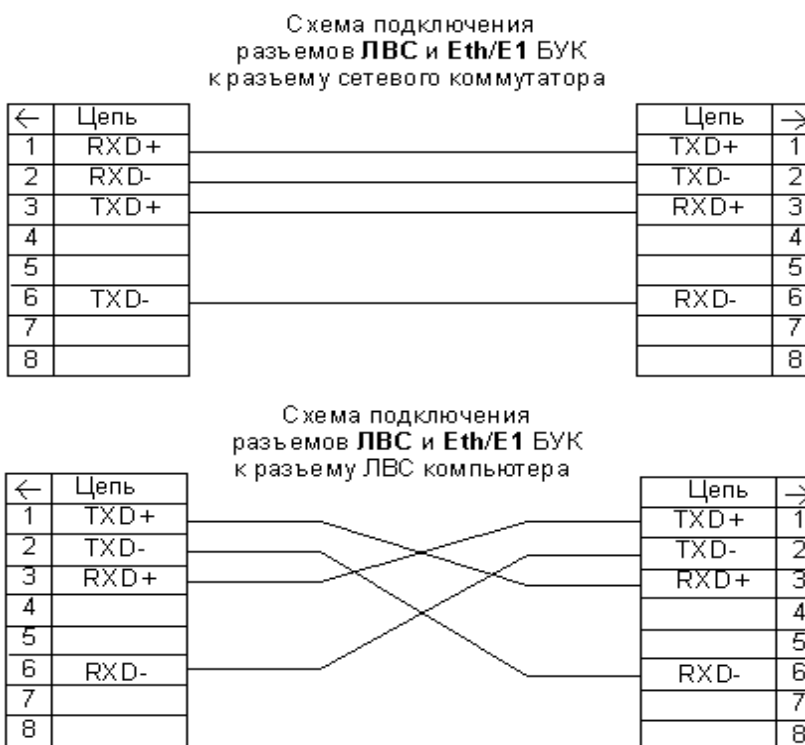 Схема подключения
разъемов ЛВС и Eth/E1 БУК
к разъему сетевого коммутатора
← Цепь Цепь →
1 RXD+ TXD+ 1
2 RXD- TXD- 2
3 TXD+ RXD+ 3
4 4
5 5
6 TXD- RXD- 6
7 7
8 8
Схема подключения
разъемов ЛВС и Eth/E1 БУК
к разъему ЛВС компьютера
← Цепь Цепь →
1 TXD+ TXD+ 1
2 TXD- TXD- 2
3 RXD+ RXD+ 3
4 4
5 5
6 RXD- RXD- 6
7 7
8 8